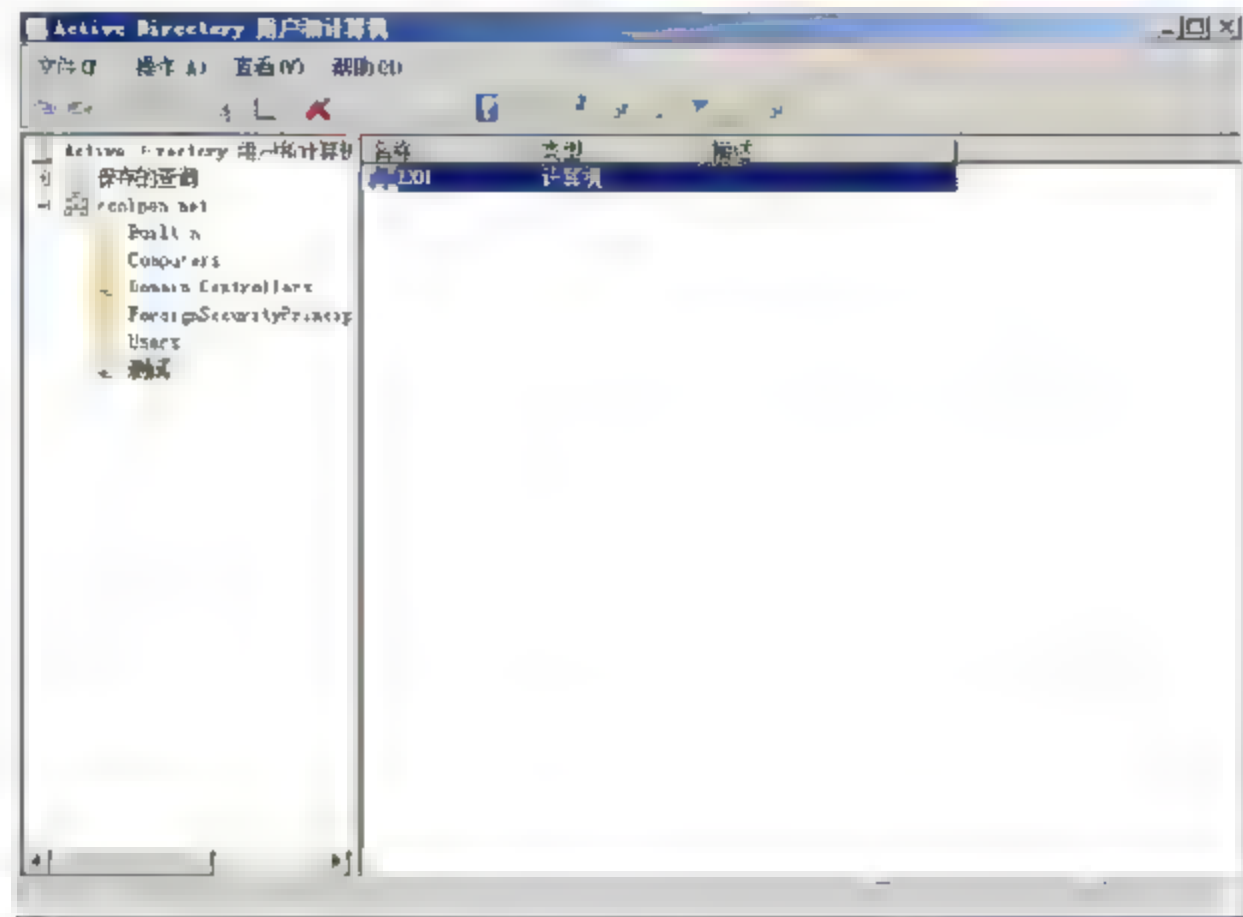 Active Directory 用户和计算机
文件(F) 操作(A) 查看(V) 帮助(H)
Active Directory 用户和计算机
名称 类型 描述
保存的查询
计算机
Builtin
Computers
Domain Controllers
ForeignSecurityPrincip
Users
测试